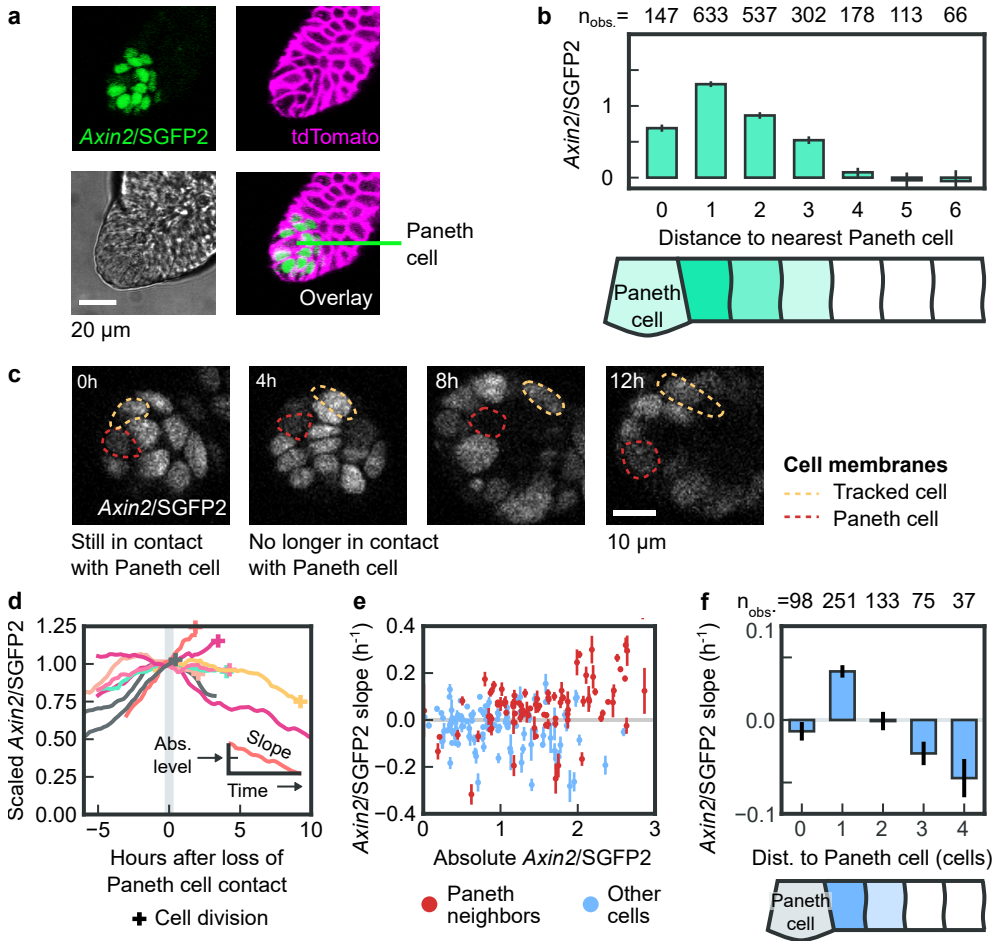 a
Axin2/SGFP2
tdTomato
Overlay
Paneth
cell
20 μm
b
nobs.= 147 633 537 302 178 113 66
Axin2/SGFP2
1
0
0 1 2 3 4 5 6
Distance to nearest Paneth cell
Paneth
cell
c
0h
4h
8h
12h
Axin2/SGFP2
Still in contact
with Paneth cell
No longer in contact
with Paneth cell
10 μm
Cell membranes
Tracked cell
Paneth cell
d
Scaled Axin2/SGFP2
1.25
1.00
0.75
0.50
0.25
0.00
−5 0 5 10
Abs.
level
Slope
Time
Hours after loss of
Paneth cell contact
Cell division
e
Axin2/SGFP2 slope (h-1)
0.4
0.2
0.0
−0.2
−0.4
0 1 2 3
Absolute Axin2/SGFP2
Paneth
neighbors
Other
cells
f
nobs.=98 251 133 75 37
Axin2/SGFP2 slope (h-1)
0.1
0.0
−0.1
0 1 2 3 4
Dist. to Paneth cell (cells)
Paneth
cell